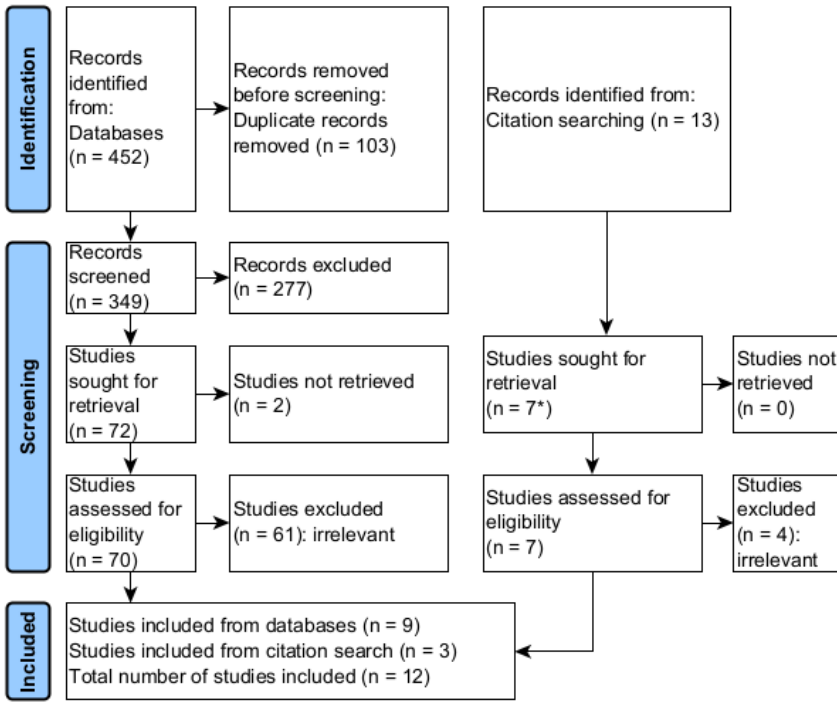 Identification
Records
identified
from:
Databases
(n = 452)
Records removed
before screening:
Duplicate records
removed (n = 103)
Records identified from:
Citation searching (n = 13)
Screening
Records
screened
(n = 349)
Records excluded
(n = 277)
Studies
sought for
retrieval
(n = 72)
Studies not retrieved
(n = 2)
Studies sought for
retrieval
(n = 7*)
Studies not
retrieved
(n = 0)
Studies
assessed for
eligibility
(n = 70)
Studies excluded
(n = 61): irrelevant
Studies assessed for
eligibility
(n = 7)
Studies
excluded
(n = 4):
irrelevant
Included
Studies included from databases (n = 9)
Studies included from citation search (n = 3)
Total number of studies included (n = 12)